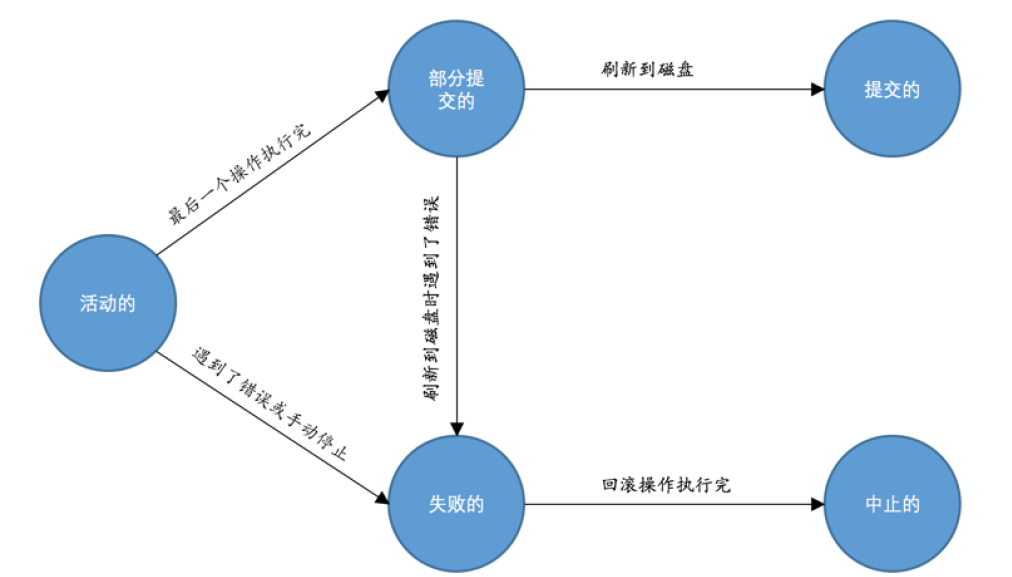 部分提
交的
刷新到磁盘
提交的
最后一个操作执行完
刷新到磁盘时遇到了错误
活动的
遇到了错误或手动停止
失败的
回滚操作执行完
中止的